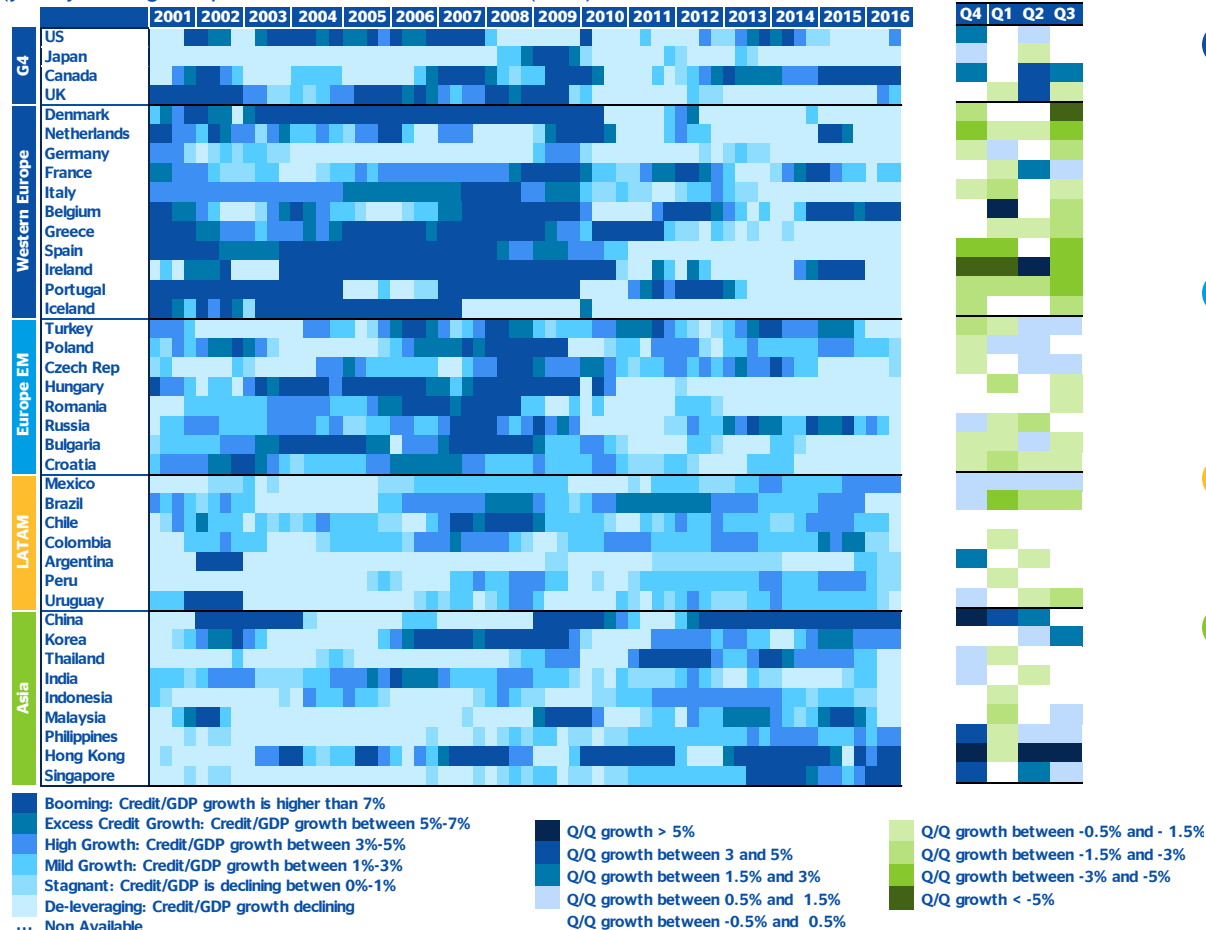 2001 2002 2003 2004 2005 2006 2007 2008 2009 2010 2011 2012 2013 2014 2015 2016
Q4 Q1 Q2 Q3
G4
US
Japan
Canada
UK
Western Europe
Denmark
Netherlands
Germany
France
Italy
Belgium
Greece
Spain
Ireland
Portugal
Iceland
Europe EM
Turkey
Poland
Czech Rep
Hungary
Romania
Russia
Bulgaria
Croatia
LATAM
Mexico
Brazil
Chile
Colombia
Argentina
Peru
Uruguay
Asia
China
Korea
Thailand
India
Indonesia
Malaysia
Philippines
Hong Kong
Singapore
Booming: Credit/GDP growth is higher than 7%
Excess Credit Growth: Credit/GDP growth between 5%-7%
High Growth: Credit/GDP growth between 3%-5%
Mild Growth: Credit/GDP growth between 1%-3%
Stagnant: Credit/GDP is declining betwen 0%-1%
De-leveraging: Credit/GDP growth declining
... Non Available
Q/Q growth > 5%
Q/Q growth between 3 and 5%
Q/Q growth between 1.5% and 3%
Q/Q growth between 0.5% and 1.5%
Q/Q growth between -0.5% and 0.5%
Q/Q growth between -0.5% and - 1.5%
Q/Q growth between -1.5% and -3%
Q/Q growth between -3% and -5%
Q/Q growth < -5%